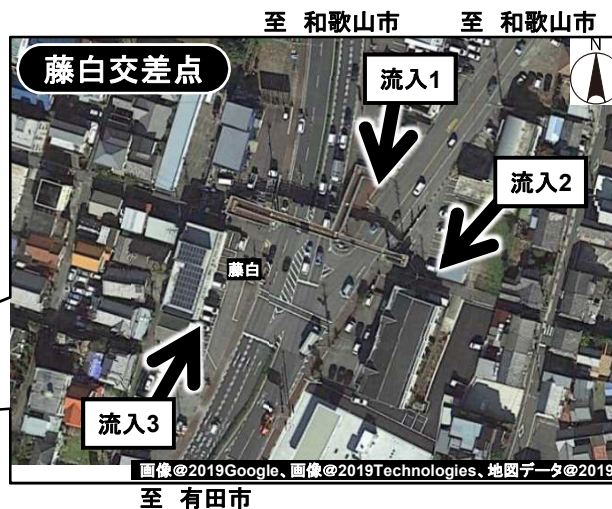 至 和歌山市
至 和歌山市
藤白交差点
N
流入1
流入2
藤白
流入3
画像@2019Google、画像@2019Technologies、地図データ@2019
至 有田市